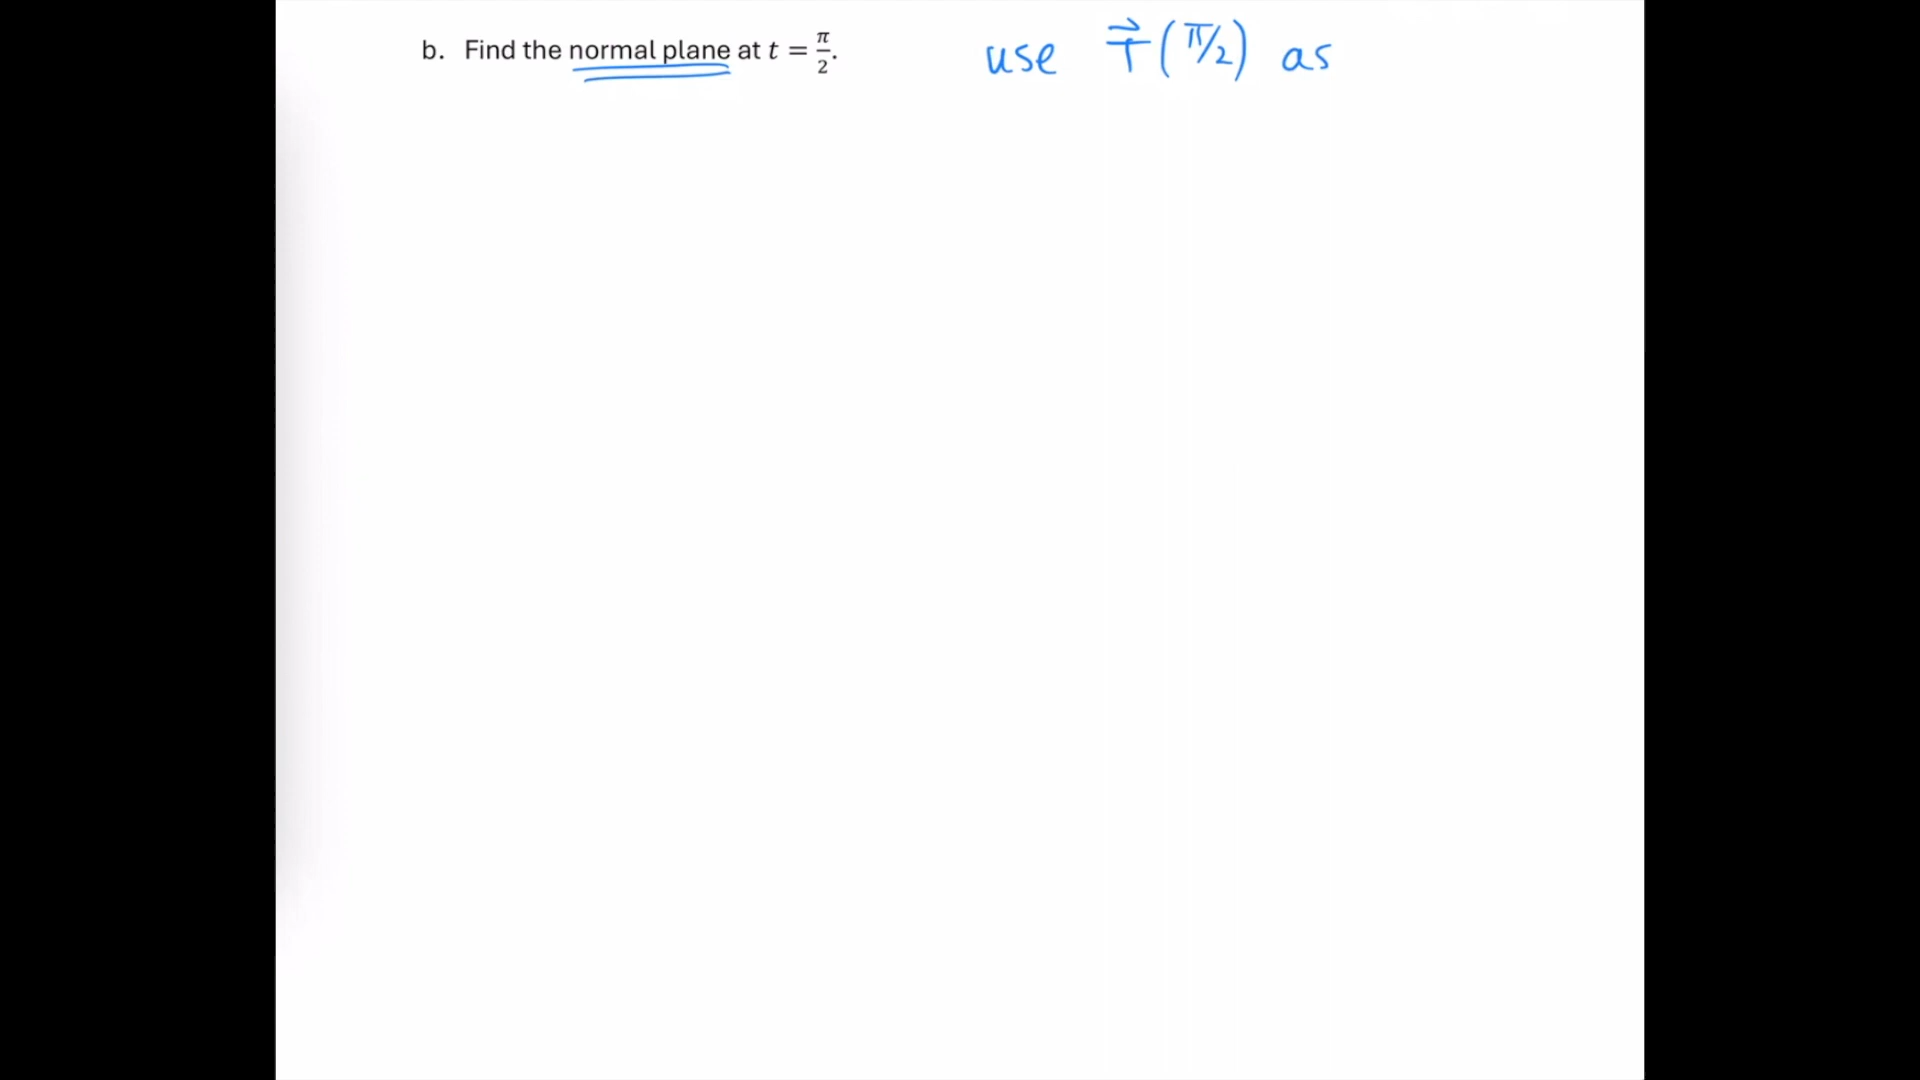 b. Find the normal plane at t = π/2. use T⃗(π/2) as